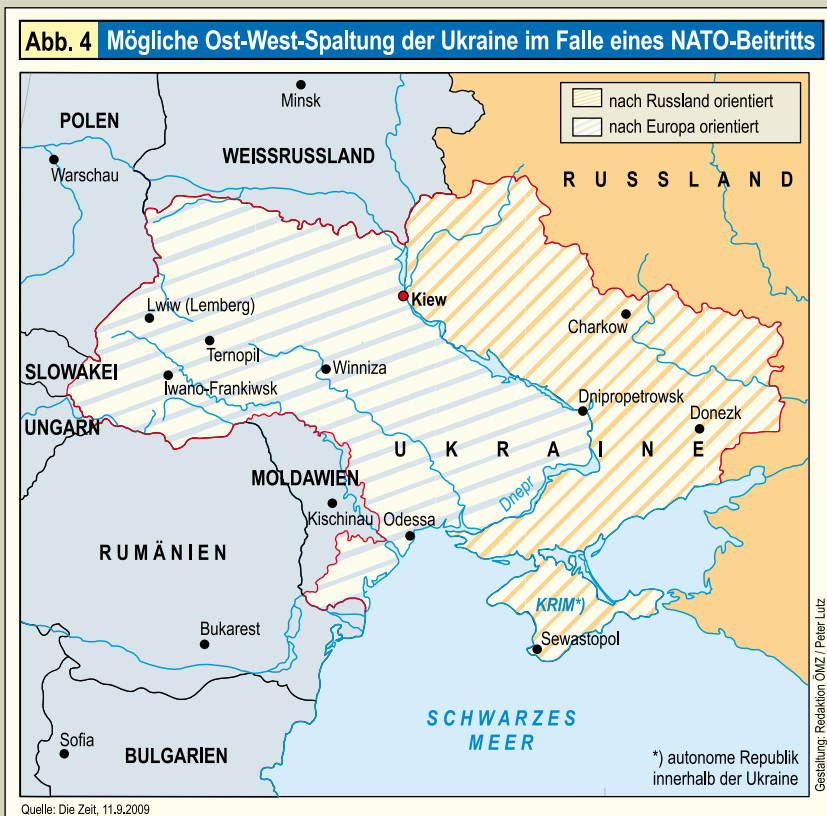 Abb. 4 Mögliche Ost-West-Spaltung der Ukraine im Falle eines NATO-Beitritts
nach Russland orientiert
nach Europa orientiert
Minsk
POLEN
WEISSRUSSLAND
Warschau
RUSSLAND
Kiew
Lwiw (Lemberg)
Charkow
Ternopil
Winniza
SLOWAKEI
Iwano-Frankiwsk
Dnipropetrowsk
Donezk
UNGARN
UKRAINE
MOLDAWIEN
Dnepr
Kischinau
Odessa
RUMÄNIEN
KRIM*)
Bukarest
Sewastopol
SCHWARZES
MEER
Sofia
BULGARIEN
*) autonome Republik
innerhalb der Ukraine
Gestaltung: Redaktion ÖMZ / Peter Lutz
Quelle: Die Zeit, 11.9.2009